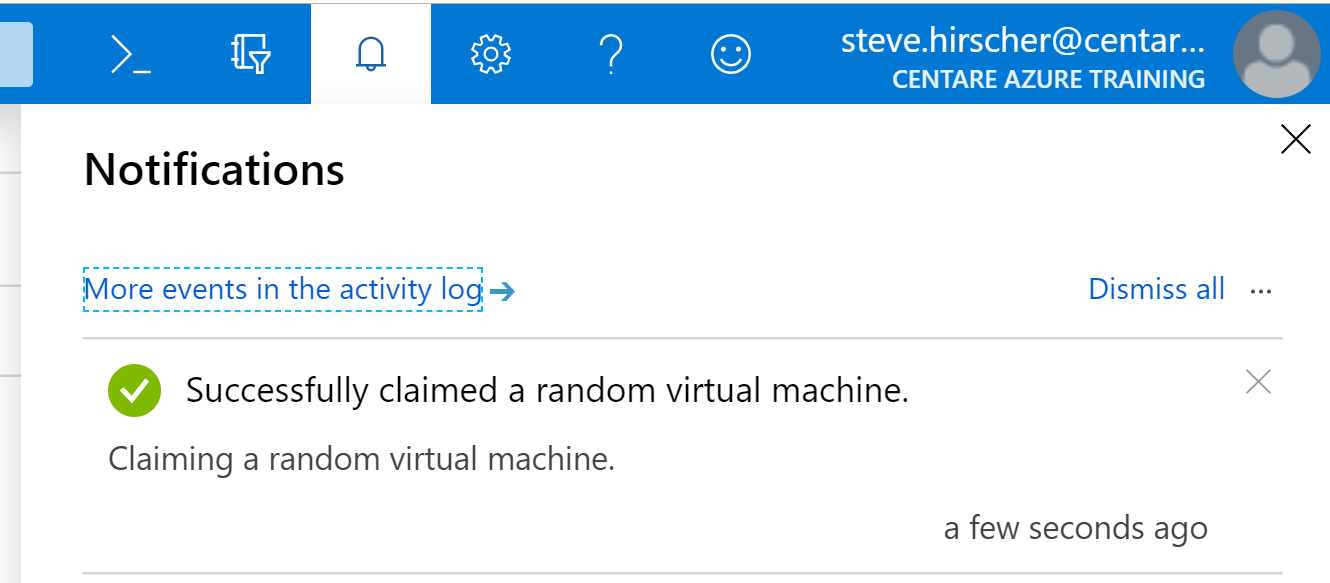 steve.hirscher@centar...
CENTARE AZURE TRAINING
Notifications
More events in the activity log
Dismiss all
Successfully claimed a random virtual machine.
Claiming a random virtual machine.
a few seconds ago